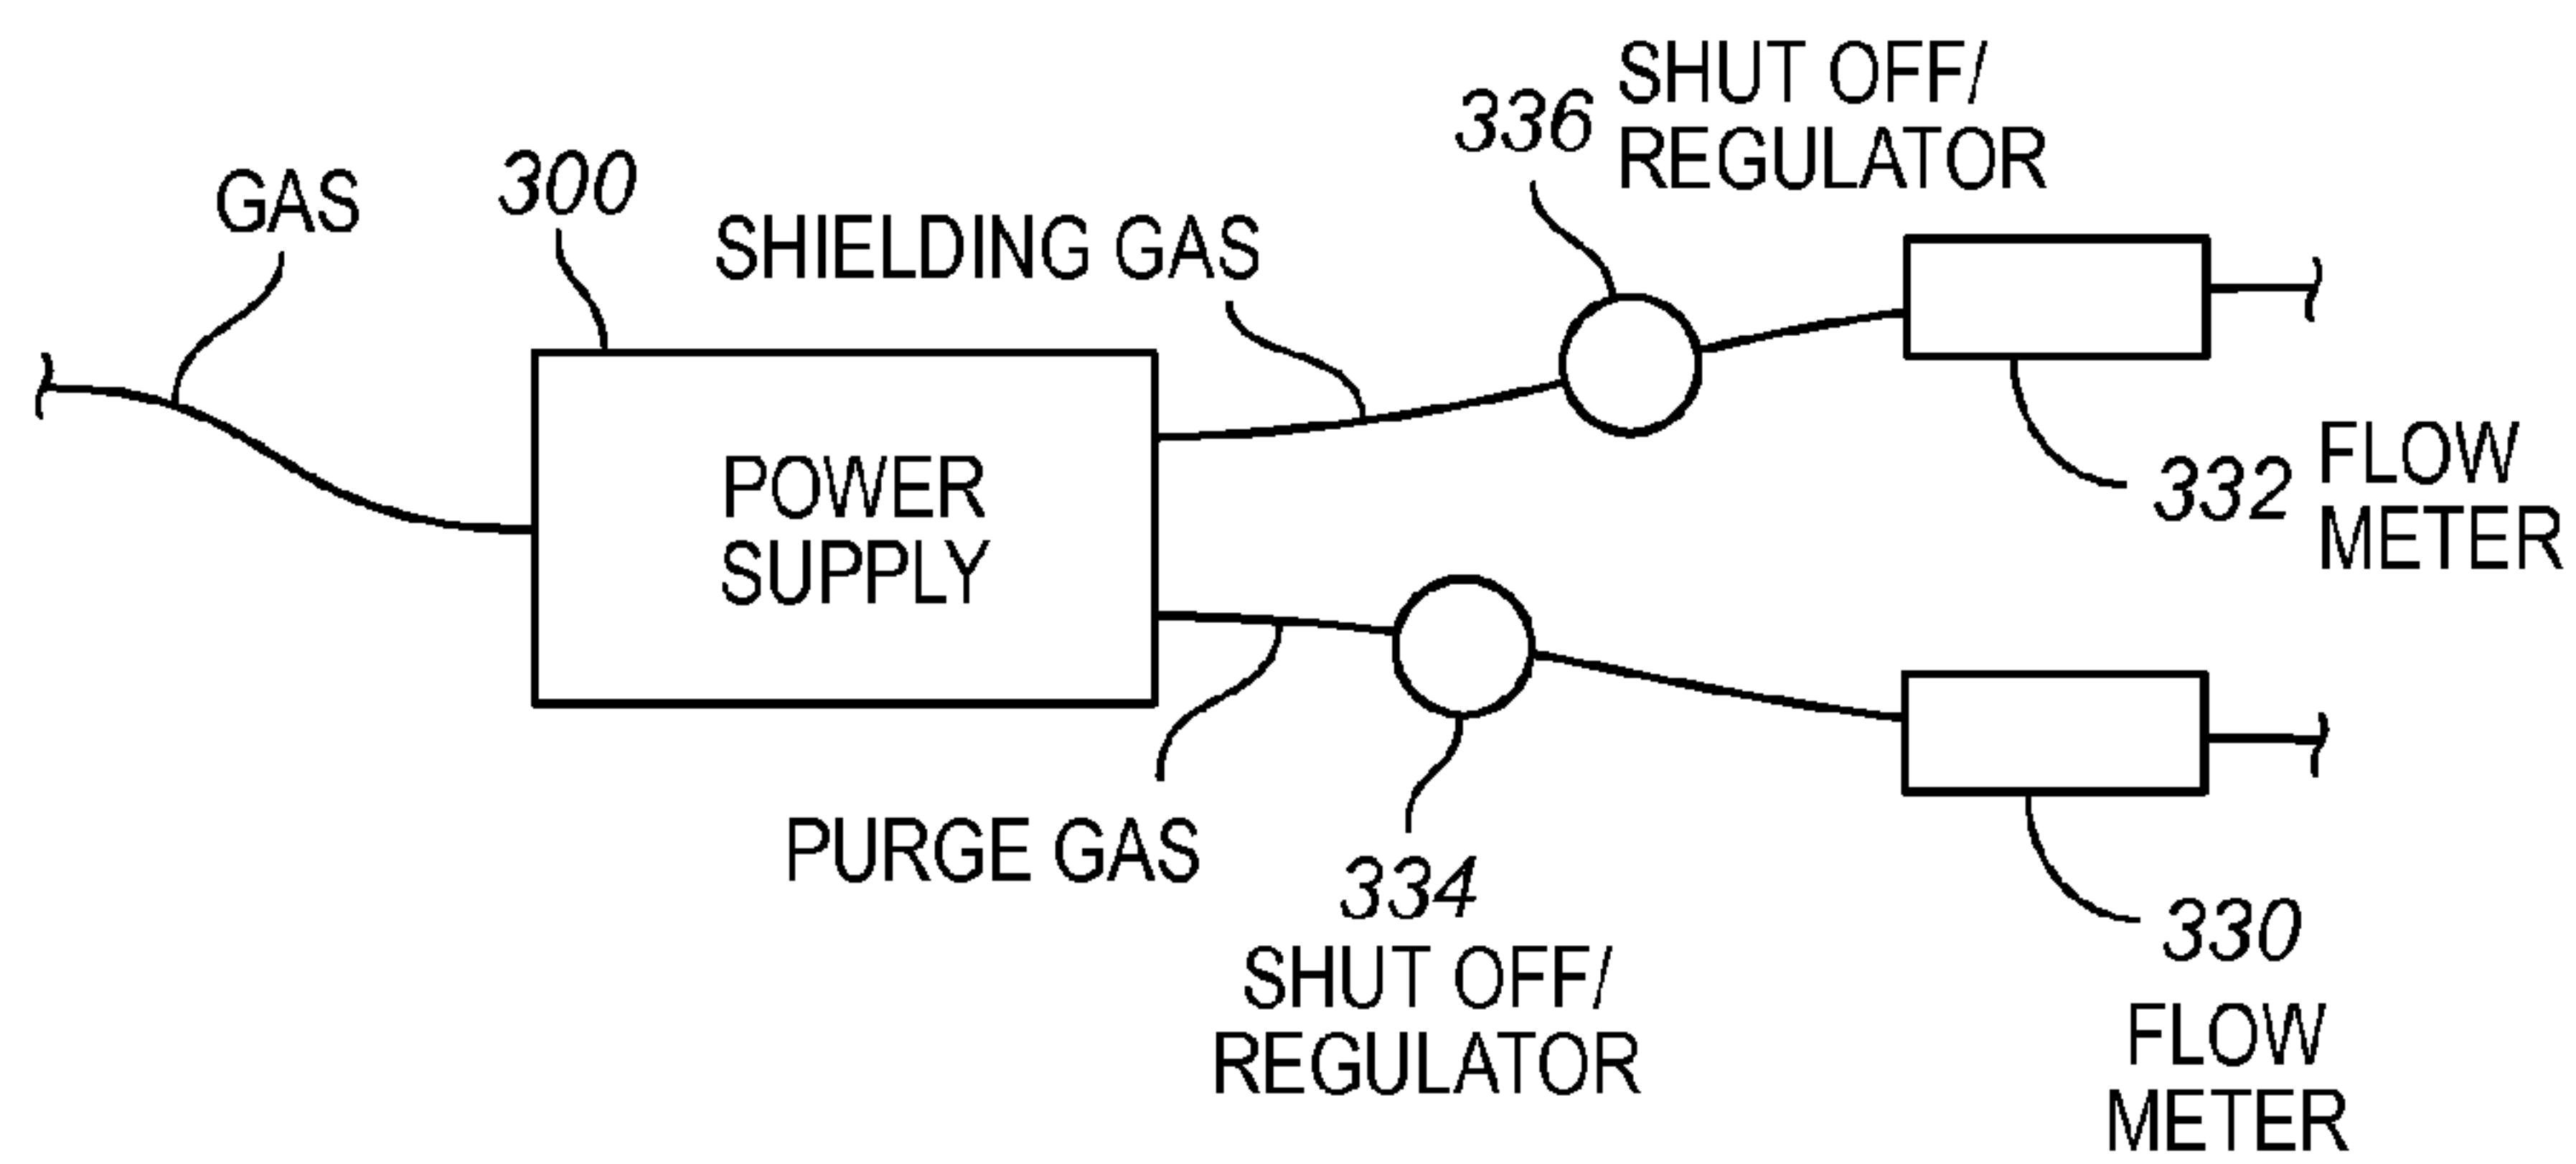 GAS
300
SHIELDING GAS
336
SHUT OFF/
REGULATOR
POWER
SUPPLY
332
FLOW
METER
PURGE GAS
334
SHUT OFF/
REGULATOR
330
FLOW
METER